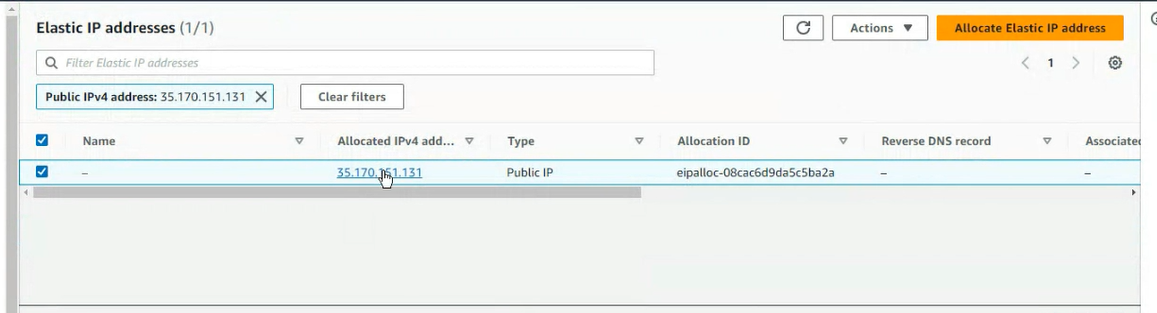 Elastic IP addresses (1/1)
Actions
Allocate Elastic IP address
Filter Elastic IP addresses
1
Public IPv4 address: 35.170.151.131
Clear filters
Name Allocated IPv4 add... Type Allocation ID Reverse DNS record Associated
– 35.170.151.131 Public IP eipalloc-08cac6d9da5c5ba2a – –